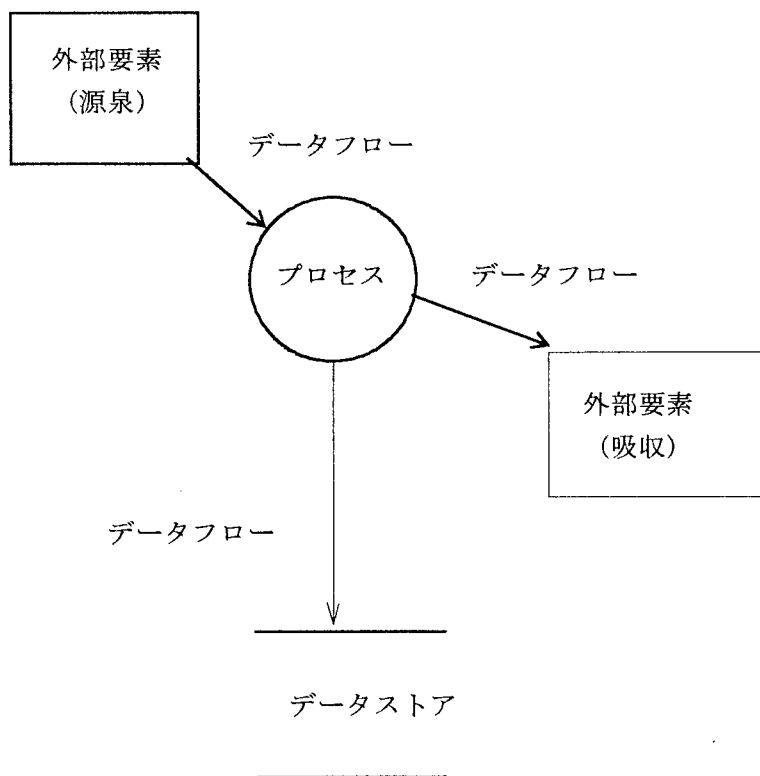 外部要素
(源泉)
データフロー
プロセス
データフロー
外部要素
(吸収)
データフロー
データストア